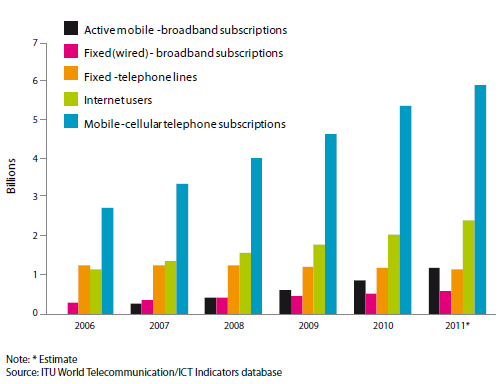 Active mobile -broadband subscriptions
Fixed (wired) - broadband subscriptions
Fixed -telephone lines
Internet users
Mobile -cellular telephone subscriptions
Billions
7
6
5
4
3
2
1
0
2006 2007 2008 2009 2010 2011*
Note: * Estimate
Source: ITU World Telecommunication/ICT Indicators database